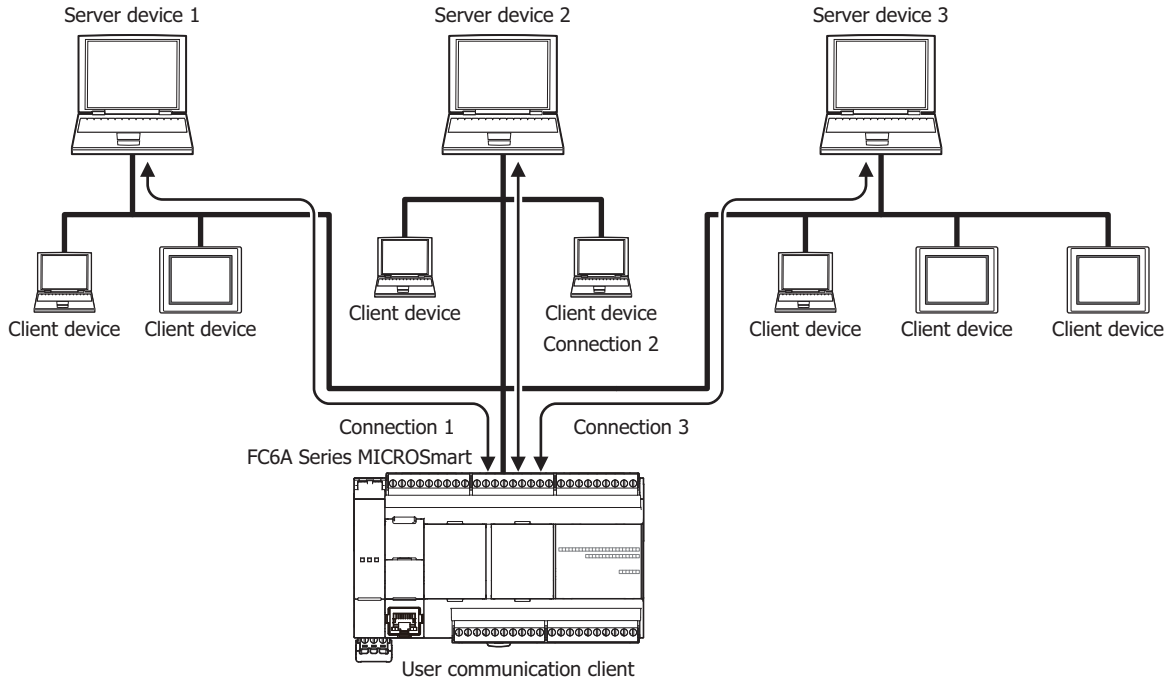 Server device 1
Server device 2
Server device 3
Client device
Client device
Client device
Client device
Client device
Client device
Client device
Connection 2
Connection 1
Connection 3
FC6A Series MICROSmart
User communication client